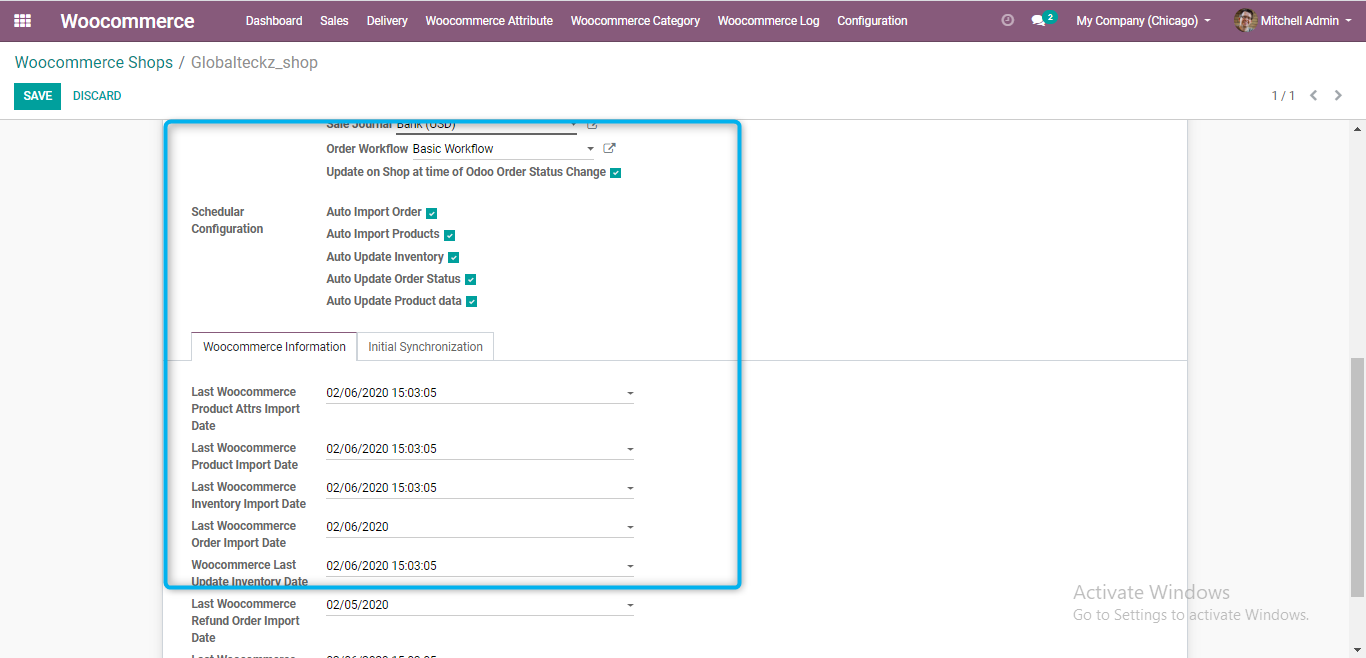 Woocommerce Dashboard Sales Delivery Woocommerce Attribute Woocommerce Category Woocommerce Log Configuration 2 My Company (Chicago) Mitchell Admin
Woocommerce Shops / Globalteckz_shop
SAVE DISCARD 1 / 1
Sale Journal Bank (USD)
Order Workflow Basic Workflow
Update on Shop at time of Odoo Order Status Change
Schedular
Configuration
Auto Import Order
Auto Import Products
Auto Update Inventory
Auto Update Order Status
Auto Update Product data
Woocommerce Information Initial Synchronization
Last Woocommerce
Product Attrs Import
Date
02/06/2020 15:03:05
Last Woocommerce
Product Import Date
02/06/2020 15:03:05
Last Woocommerce
Inventory Import Date
02/06/2020 15:03:05
Last Woocommerce
Order Import Date
02/06/2020
Woocommerce Last
Update Inventory Date
02/06/2020 15:03:05
Last Woocommerce
Refund Order Import
Date
02/05/2020
Activate Windows
Go to Settings to activate Windows.